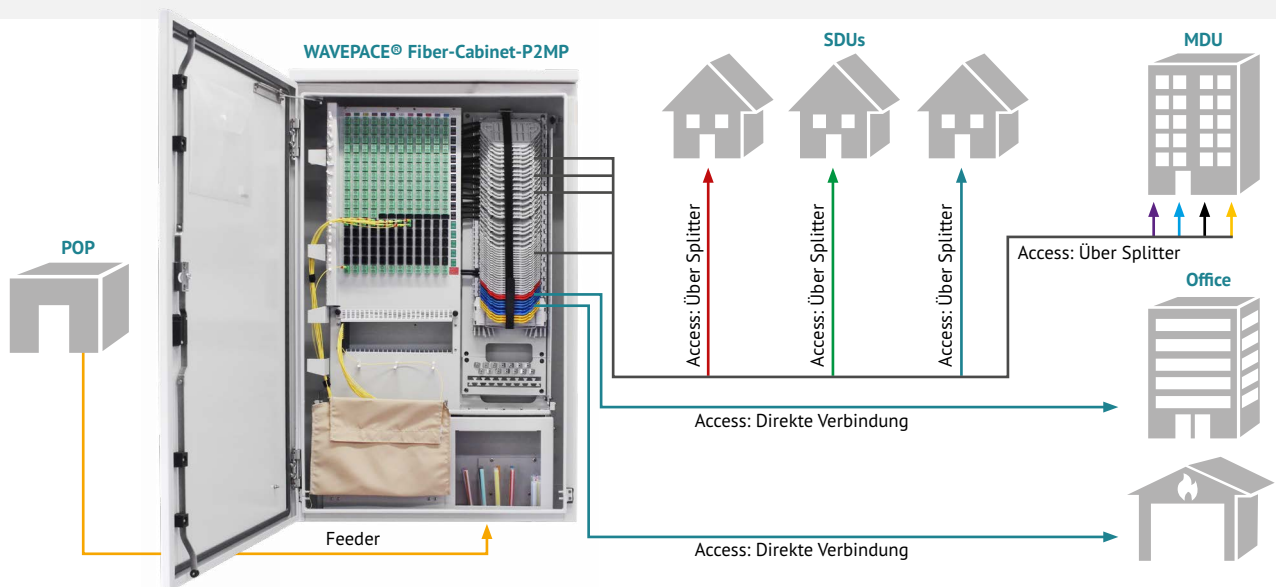 WAVEPACE® Fiber-Cabinet-P2MP
SDUs
MDU
POP
Access: Über Splitter
Access: Über Splitter
Access: Über Splitter
Access: Über Splitter
Office
Access: Direkte Verbindung
Feeder
Access: Direkte Verbindung